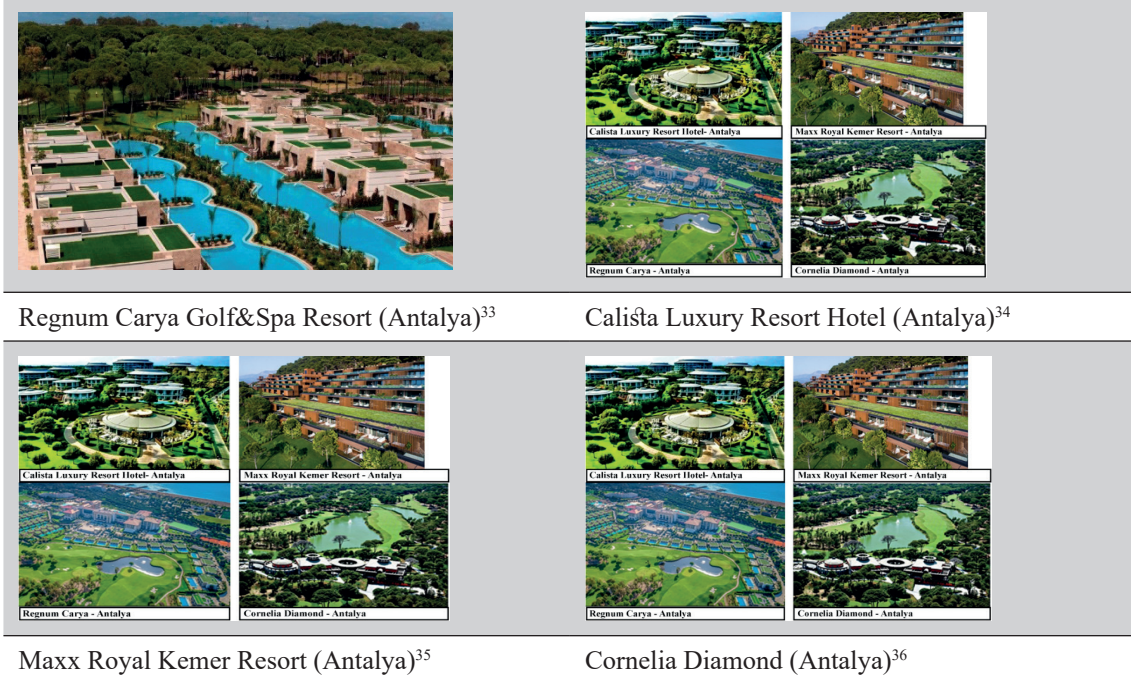 Calista Luxury Resort Hotel- Antalya
Maxx Royal Kemer Resort - Antalya
Regnum Carya - Antalya
Cornelia Diamond - Antalya
Regnum Carya Golf&Spa Resort (Antalya)33
Calista Luxury Resort Hotel (Antalya)34
Calista Luxury Resort Hotel- Antalya
Maxx Royal Kemer Resort - Antalya
Regnum Carya - Antalya
Cornelia Diamond - Antalya
Calista Luxury Resort Hotel- Antalya
Maxx Royal Kemer Resort - Antalya
Regnum Carya - Antalya
Cornelia Diamond - Antalya
Maxx Royal Kemer Resort (Antalya)35
Cornelia Diamond (Antalya)36